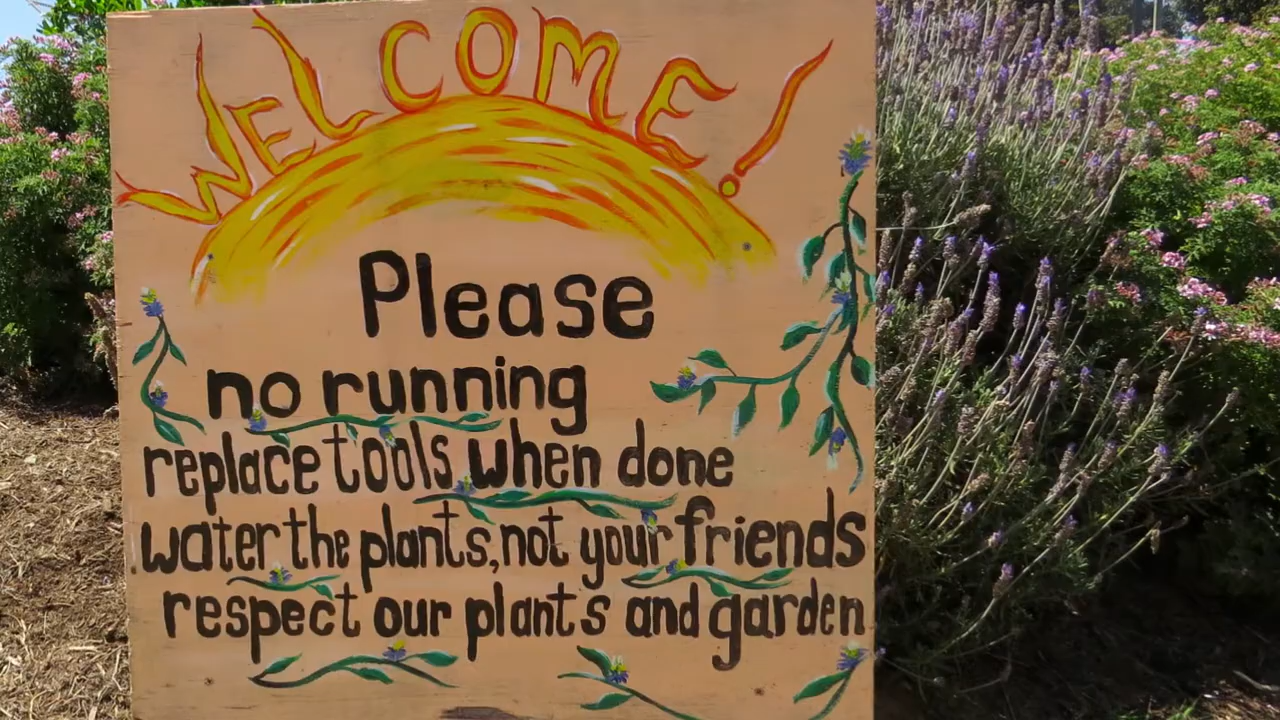 WELCOME!
Please
no running
replace tools when done
water the plants, not your friends
respect our plants and garden